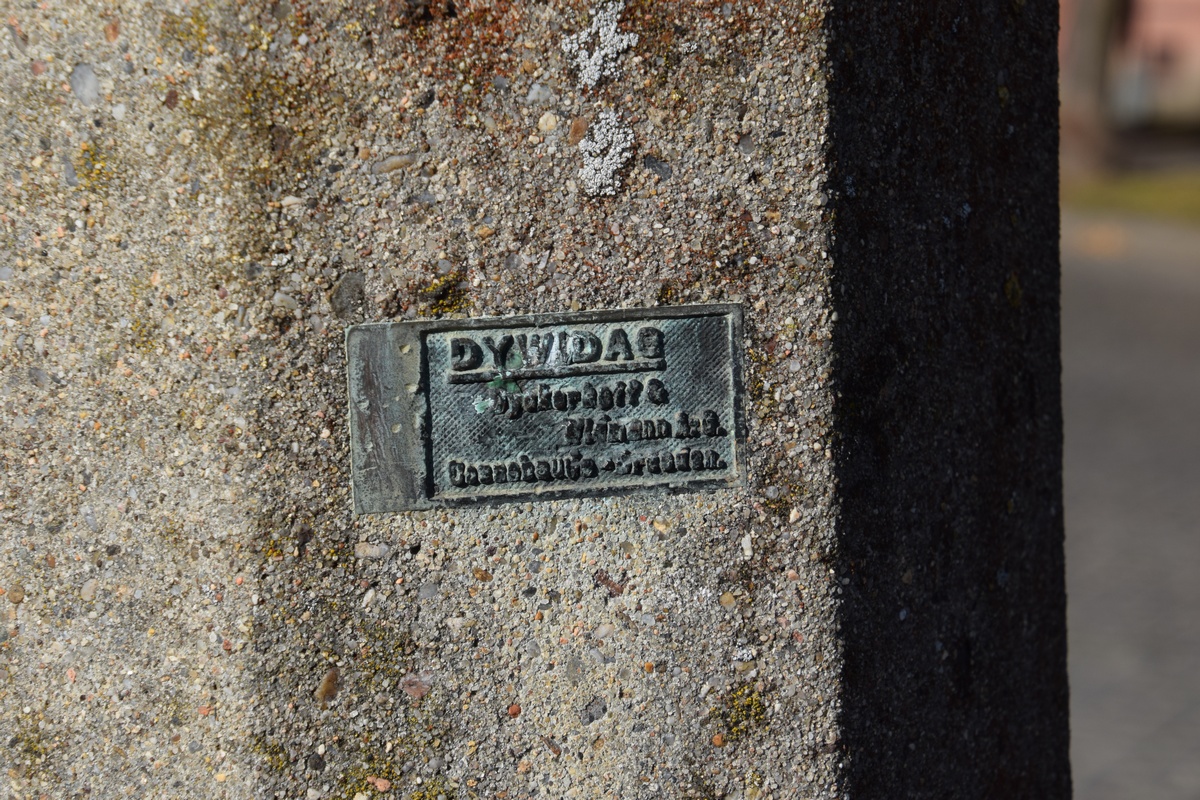 DYWIDAG
Dyckerhoff &
Widmann A.G.
Cossebaude - Dresden.